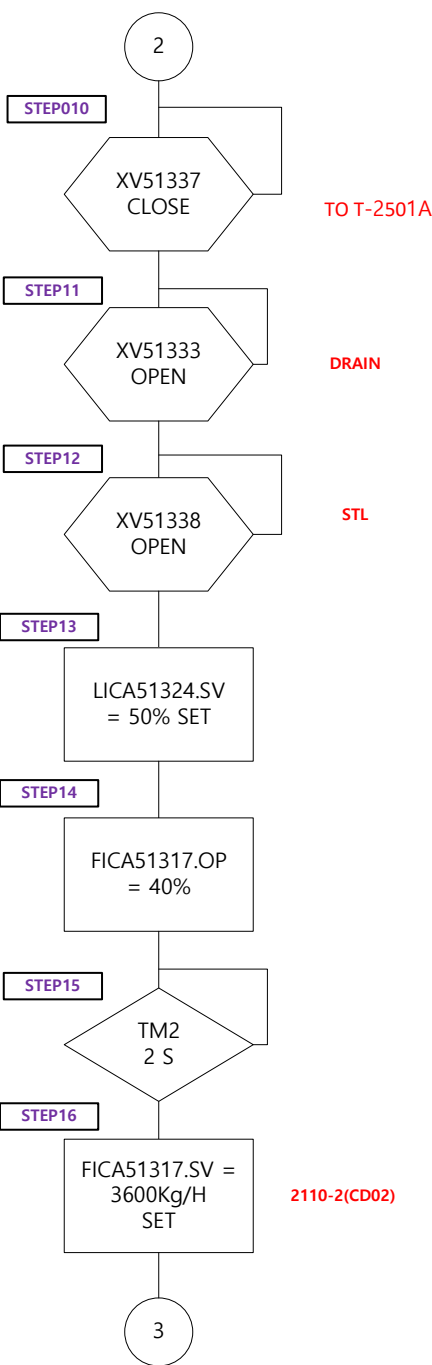 2
STEP010
XV51337
CLOSE
TO T-2501A
STEP11
XV51333
OPEN
DRAIN
STEP12
XV51338
OPEN
STL
STEP13
LICA51324.SV
= 50% SET
STEP14
FICA51317.OP
= 40%
STEP15
TM2
2 S
STEP16
FICA51317.SV =
3600Kg/H
SET
2110-2(CD02)
3